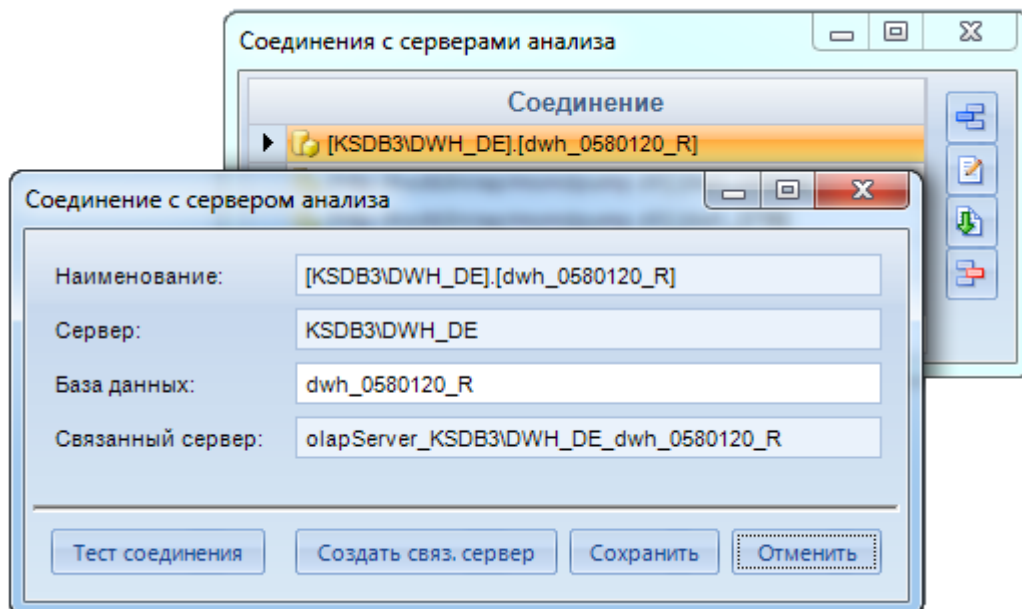 Соединения с серверами анализа
Соединение
[KSDB3\DWH_DE].[dwh_0580120_R]
Соединение с сервером анализа
Наименование: [KSDB3\DWH_DE].[dwh_0580120_R]
Сервер: KSDB3\DWH_DE
База данных: dwh_0580120_R
Связанный сервер: olapServer_KSDB3\DWH_DE_dwh_0580120_R
Тест соединения Создать связ. сервер Сохранить Отменить